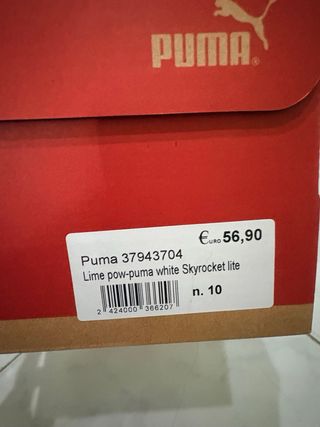 PUMA®
€URO 56,90
Puma 37943704
Lime pow-puma white Skyrocket lite
n. 10
2 424000 366207